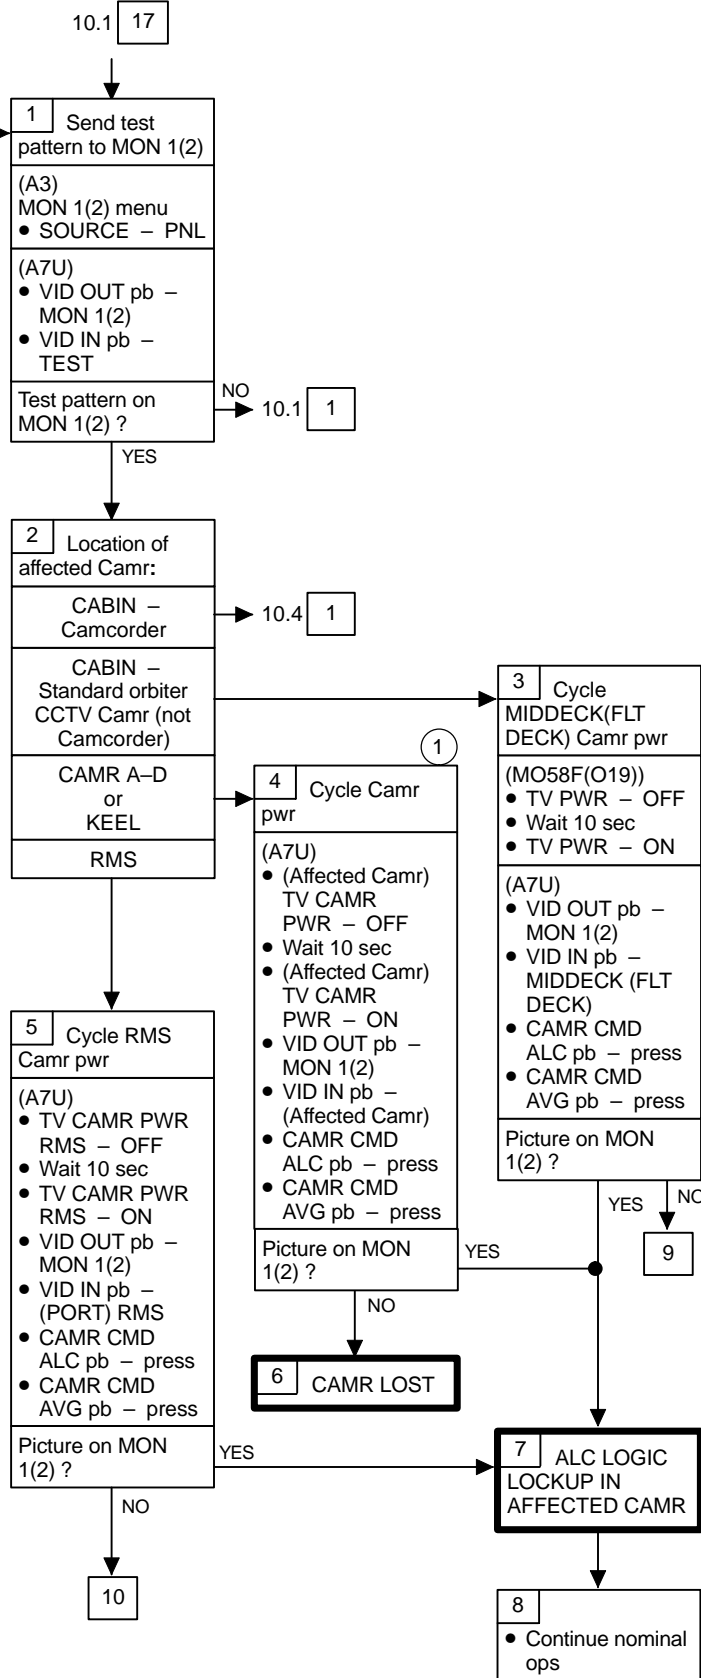 10.1 17
1 Send test
pattern to MON 1(2)
(A3)
MON 1(2) menu
● SOURCE – PNL
(A7U)
● VID OUT pb –
MON 1(2)
● VID IN pb –
TEST
Test pattern on
MON 1(2) ?
NO
10.1 1
YES
2 Location of
affected Camr:
CABIN –
Camcorder
10.4 1
CABIN –
Standard orbiter
CCTV Camr (not
Camcorder)
CAMR A–D
or
KEEL
RMS
3 Cycle
MIDDECK(FLT
DECK) Camr pwr
(MO58F(O19))
● TV PWR – OFF
● Wait 10 sec
● TV PWR – ON
(A7U)
● VID OUT pb –
MON 1(2)
● VID IN pb –
MIDDECK (FLT
DECK)
● CAMR CMD
ALC pb – press
● CAMR CMD
AVG pb – press
Picture on MON
1(2) ?
YES
NO
9
1
4 Cycle Camr
pwr
(A7U)
● (Affected Camr)
TV CAMR
PWR – OFF
● Wait 10 sec
● (Affected Camr)
TV CAMR
PWR – ON
● VID OUT pb –
MON 1(2)
● VID IN pb –
(Affected Camr)
● CAMR CMD
ALC pb – press
● CAMR CMD
AVG pb – press
Picture on MON
1(2) ?
YES
NO
5 Cycle RMS
Camr pwr
(A7U)
● TV CAMR PWR
RMS – OFF
● Wait 10 sec
● TV CAMR PWR
RMS – ON
● VID OUT pb –
MON 1(2)
● VID IN pb –
(PORT) RMS
● CAMR CMD
ALC pb – press
● CAMR CMD
AVG pb – press
Picture on MON
1(2) ?
YES
NO
10
6 CAMR LOST
7 ALC LOGIC
LOCKUP IN
AFFECTED CAMR
8
● Continue nominal
ops